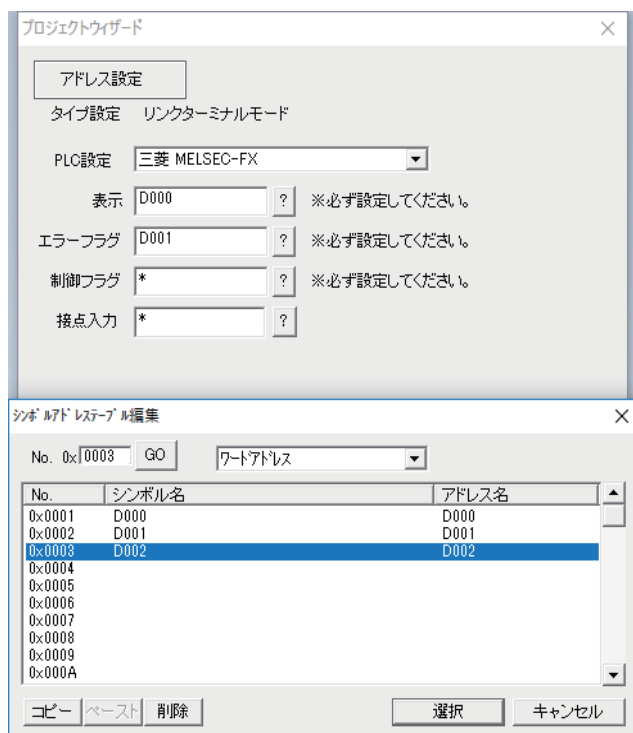 プロジェクトウィザード
アドレス設定
タイプ設定 リンクターミナルモード
PLC設定 三菱 MELSEC-FX
表示 D000 ? ※必ず設定してください。
エラーフラグ D001 ? ※必ず設定してください。
制御フラグ * ? ※必ず設定してください。
接点入力 * ?
シンボルアドレステーブル編集
No. 0x 0003 GO ワードアドレス
No. シンボル名 アドレス名
0x0001 D000 D000
0x0002 D001 D001
0x0003 D002 D002
0x0004
0x0005
0x0006
0x0007
0x0008
0x0009
0x000A
コピー ペースト 削除 選択 キャンセル